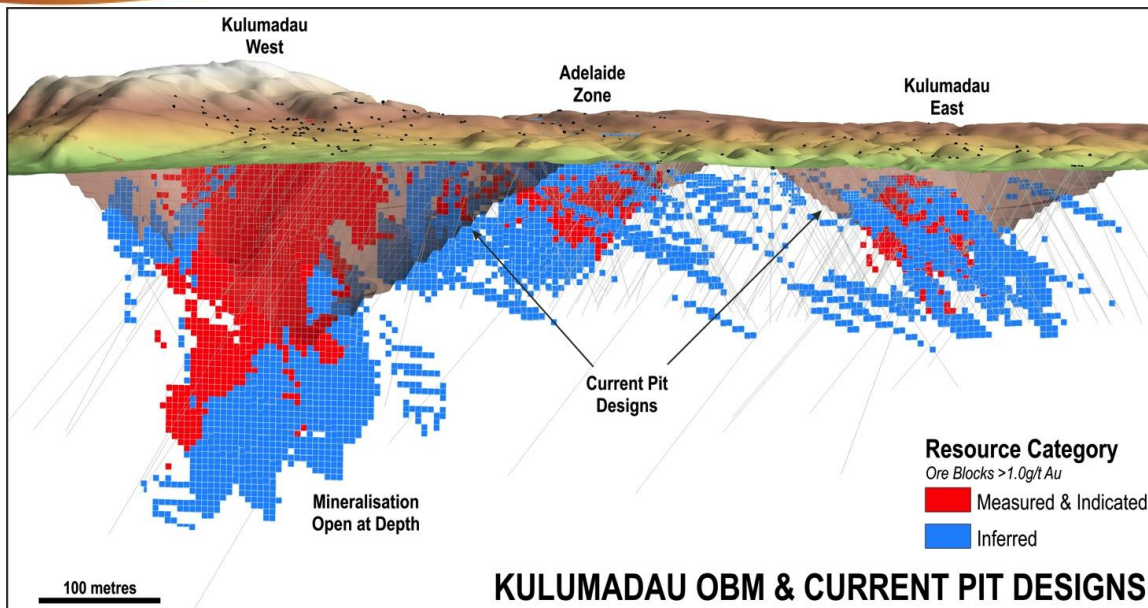 Kulumadau
West
Adelaide
Zone
Kulumadau
East
Current Pit
Designs
Mineralisation
Open at Depth
Resource Category
Ore Blocks >1.0g/t Au
Measured & Indicated
Inferred
100 metres
KULUMADAU OBM & CURRENT PIT DESIGNS